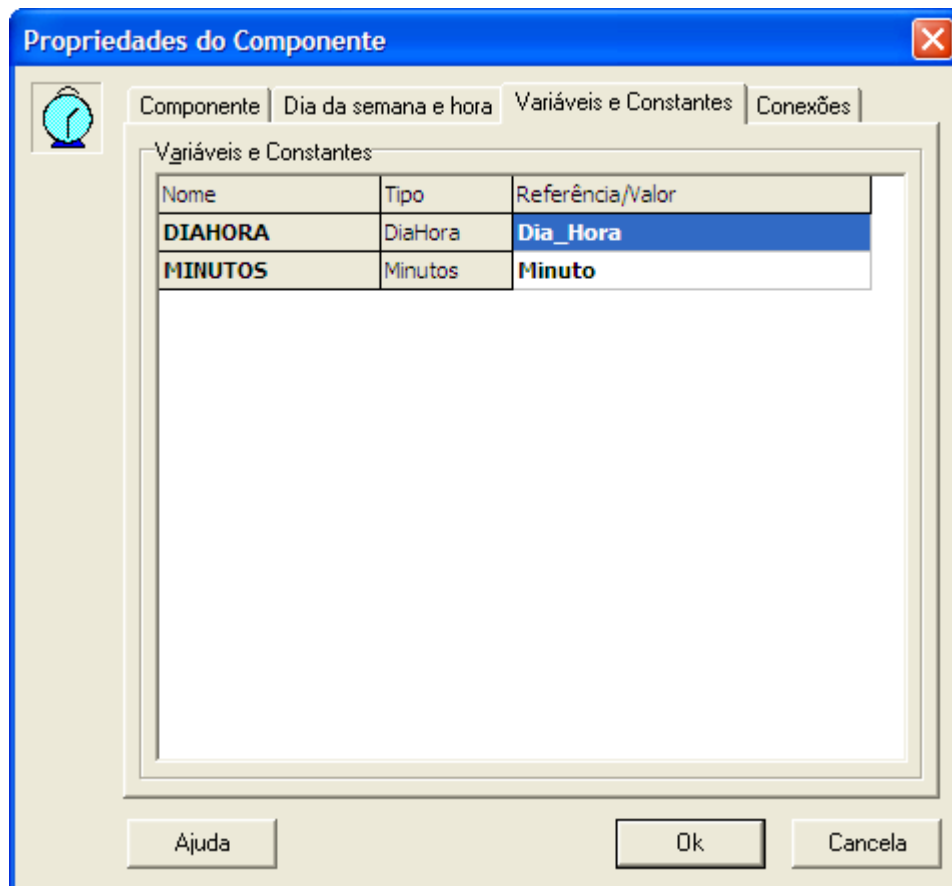 Propriedades do Componente
Componente Dia da semana e hora Variáveis e Constantes Conexões
Variáveis e Constantes
Nome Tipo Referência/Valor
DIAHORA DiaHora Dia_Hora
MINUTOS Minutos Minuto
Ajuda Ok Cancela